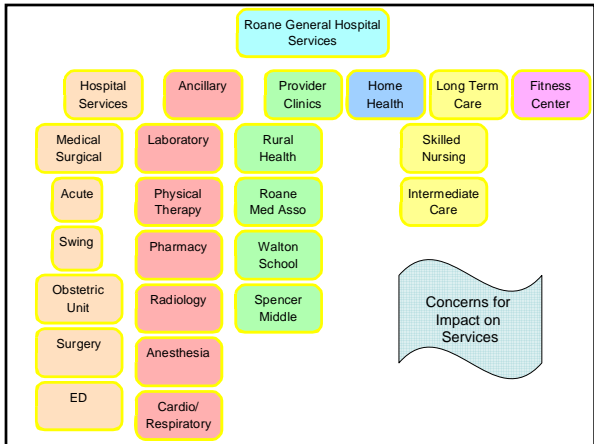 Roane General Hospital
Services
Hospital
Services
Ancillary
Provider
Clinics
Home
Health
Long Term
Care
Fitness
Center
Medical
Surgical
Laboratory
Rural
Health
Skilled
Nursing
Acute
Physical
Therapy
Roane
Med Asso
Intermediate
Care
Swing
Pharmacy
Walton
School
Obstetric
Unit
Radiology
Spencer
Middle
Concerns for
Impact on
Services
Surgery
Anesthesia
ED
Cardio/
Respiratory